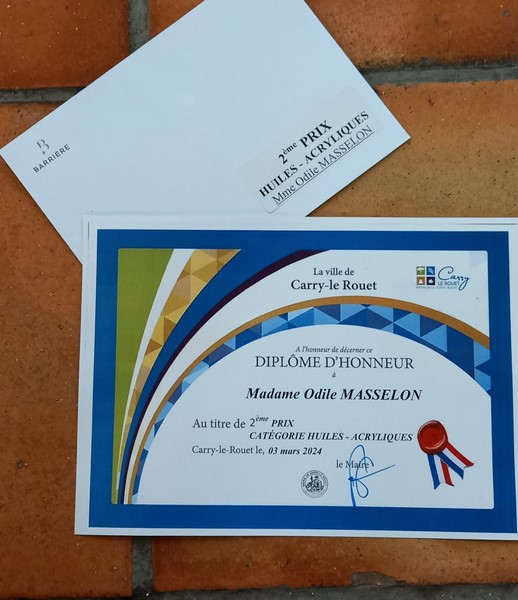 B
BARRIÈRE
2ème PRIX
HUILES - ACRYLIQUES
Mme Odile MASSELON
La ville de
Carry-le Rouet
Carry
LE ROUET
A l'honneur de décerner ce
DIPLÔME D'HONNEUR
à
Madame Odile MASSELON
Au titre de 2ème PRIX
CATÉGORIE HUILES - ACRYLIQUES
Carry-le-Rouet le, 03 mars 2024
le Maire